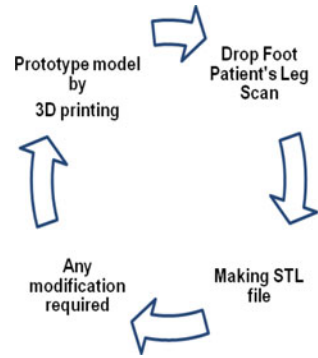 Prototype model
by
3D printing
Drop Foot
Patient's Leg
Scan
Any
modification
required
Making STL
file